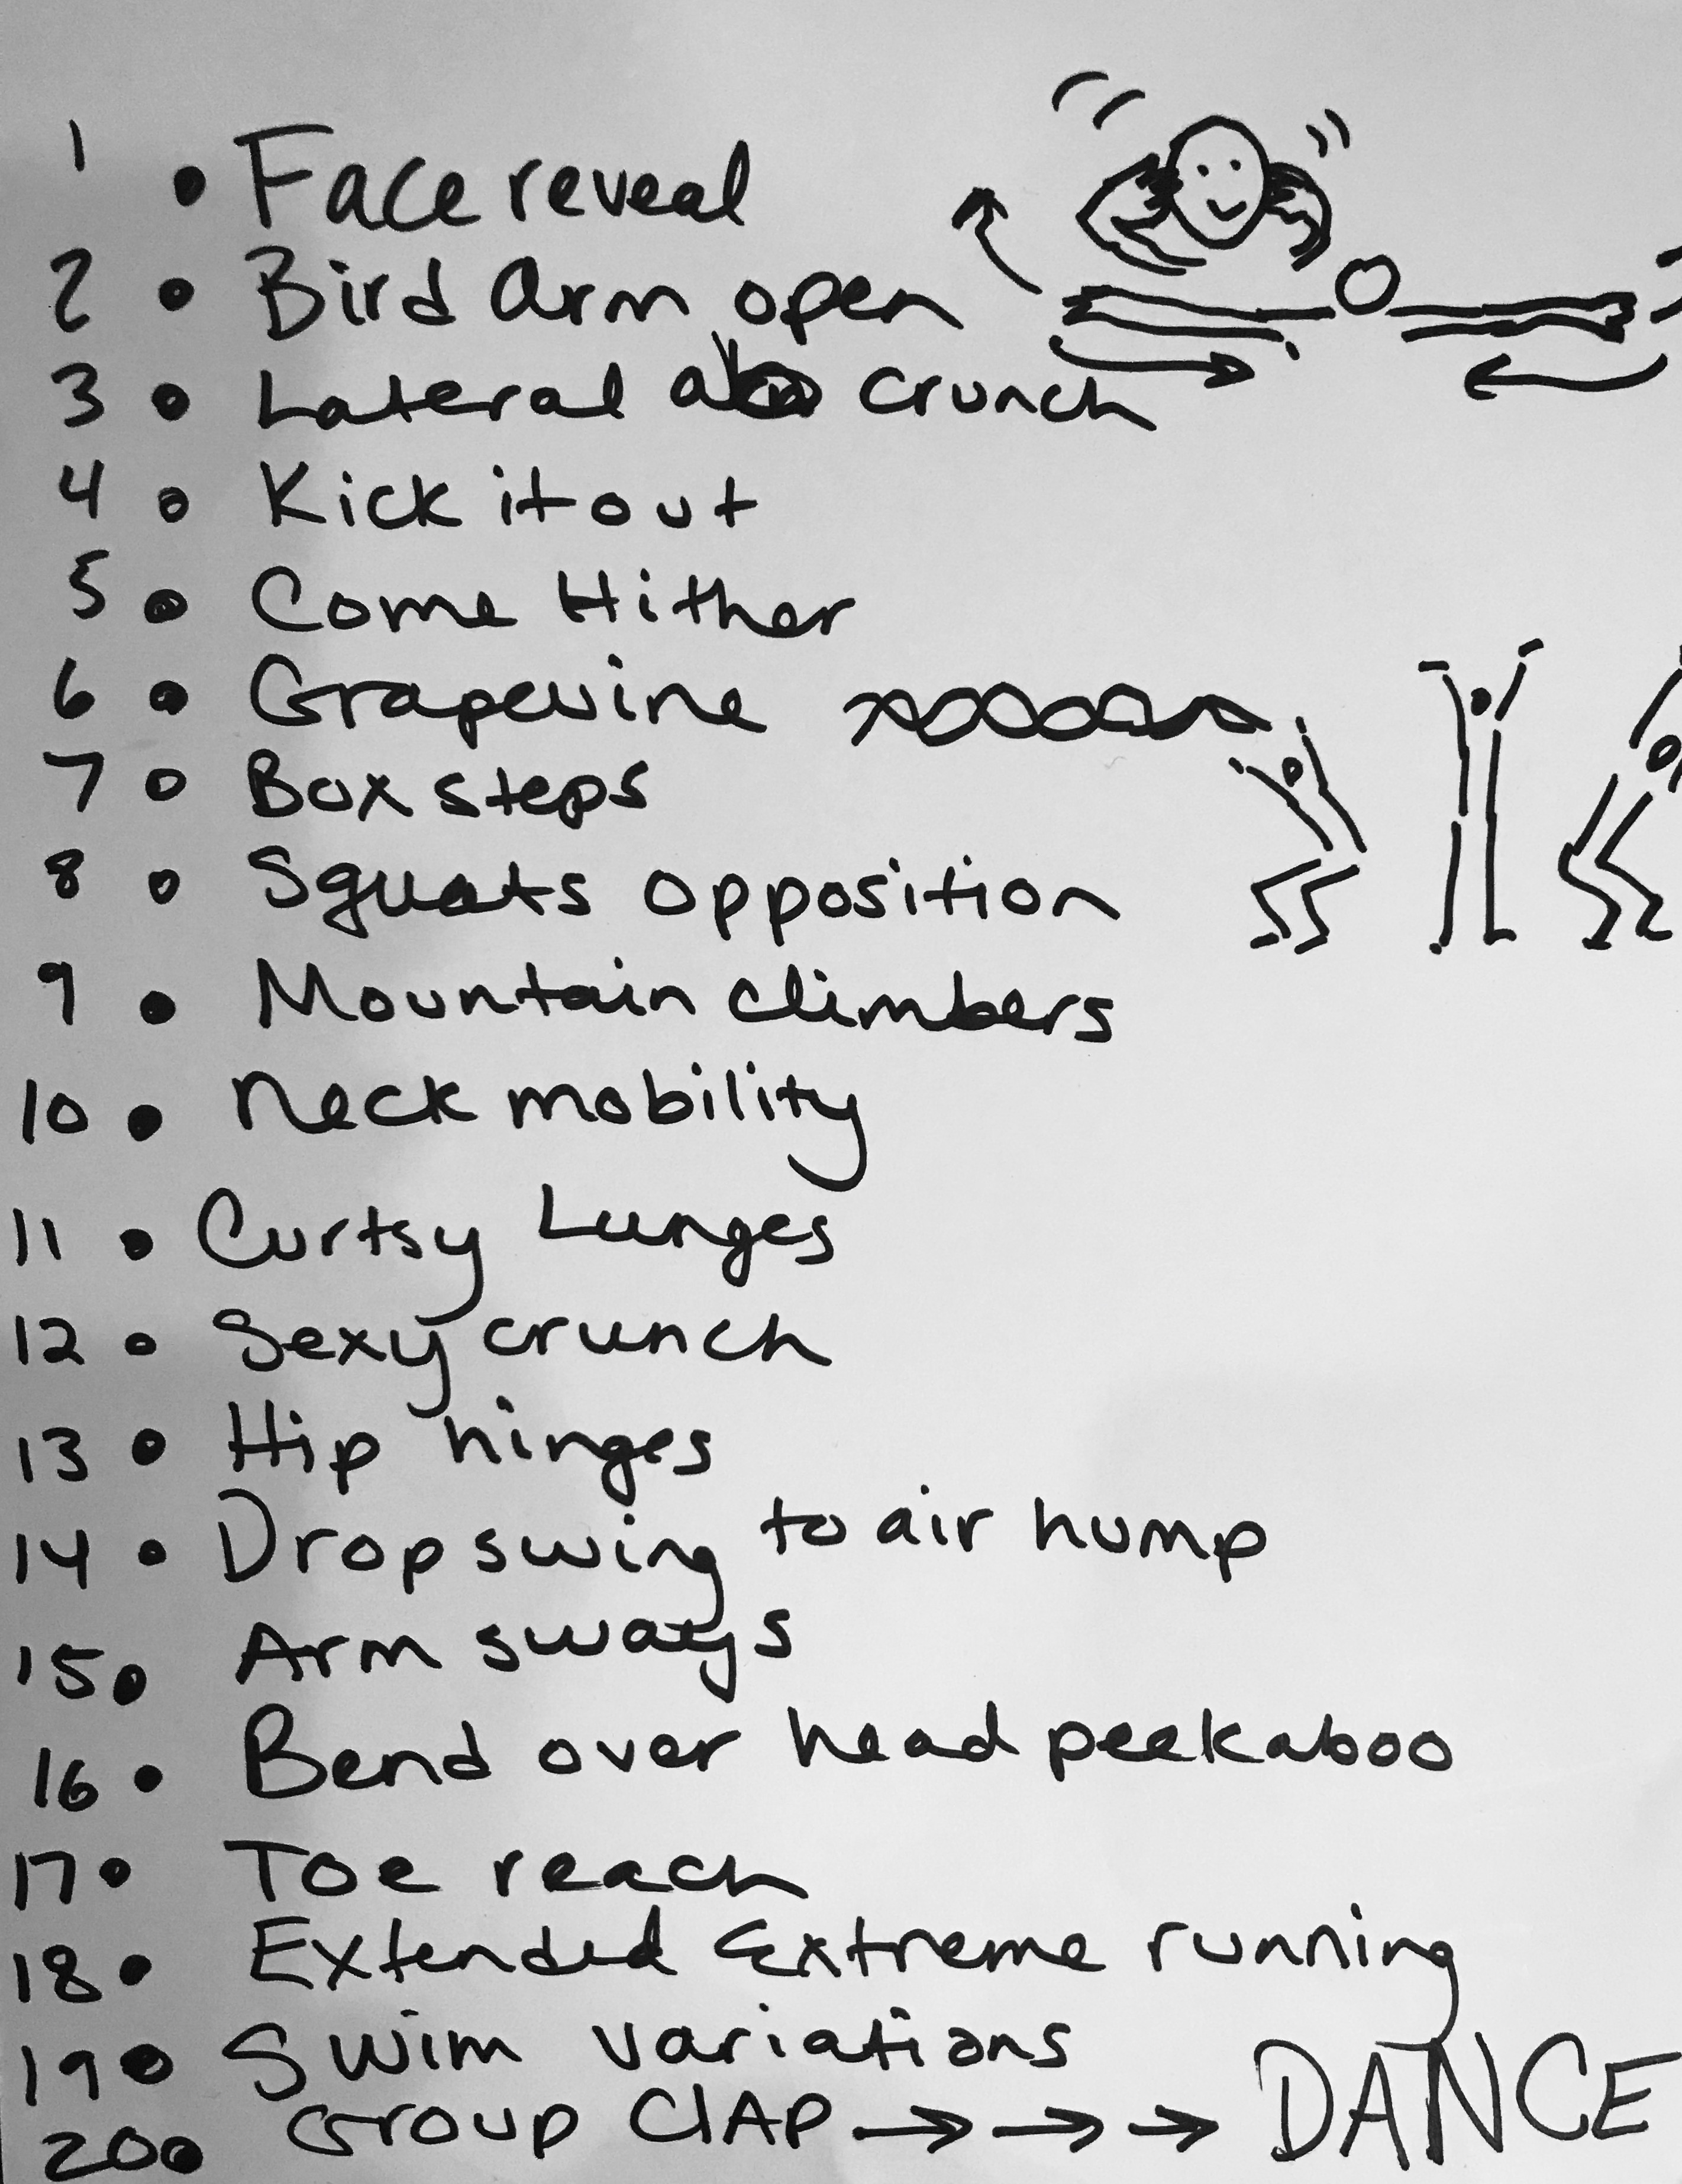 1 • Face reveal
2 • Bird arm open
3 • Lateral ab crunch
4 • Kick it out
5 • Come Hither
6 • Grapevine
7 • Box steps
8 • Squats opposition
9 • Mountain climbers
10 • Neck mobility
11 • Curtsy Lunges
12 • Sexy crunch
13 • Hip hinges
14 • Drop swing to air hump
15 • Arm sways
16 • Bend over head peekaboo
17 • Toe reach
18 • Extended Extreme running
19 • Swim variations
20 • Group ClAP → → → DANCE